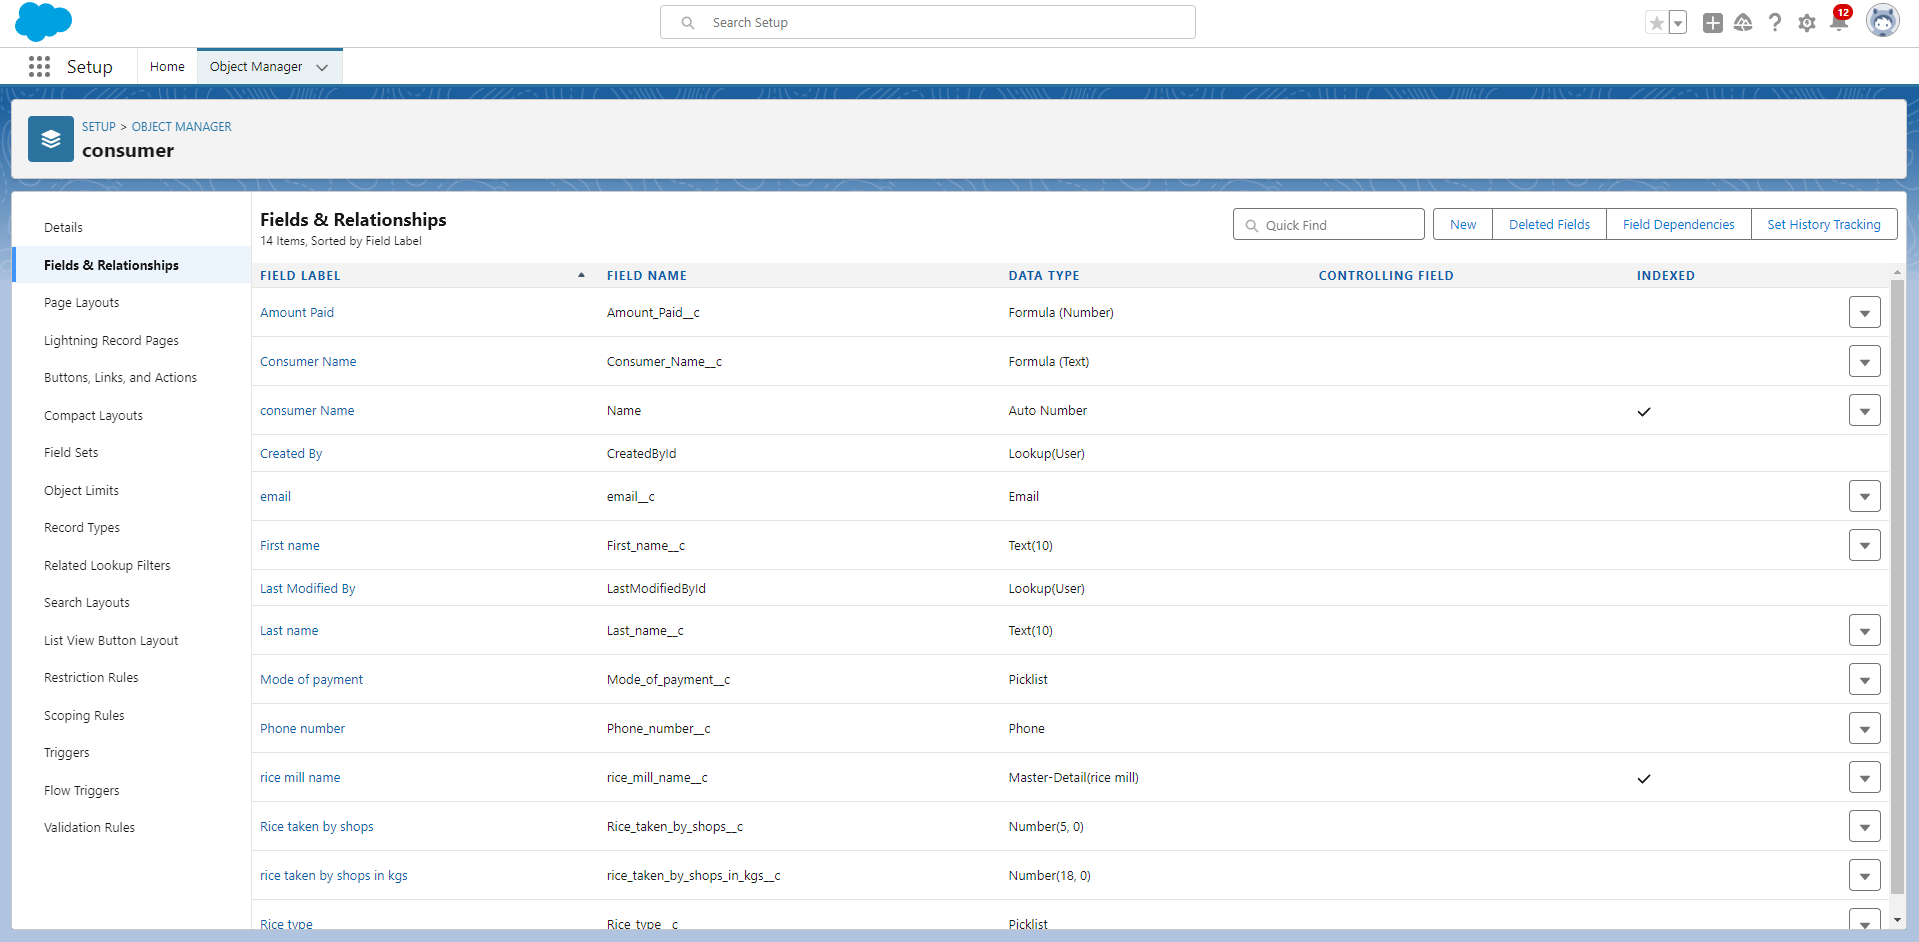 Search Setup
12
Setup
Home
Object Manager
SETUP > OBJECT MANAGER
consumer
Details
Fields & Relationships
Page Layouts
Lightning Record Pages
Buttons, Links, and Actions
Compact Layouts
Field Sets
Object Limits
Record Types
Related Lookup Filters
Search Layouts
List View Button Layout
Restriction Rules
Scoping Rules
Triggers
Flow Triggers
Validation Rules
Fields & Relationships
14 Items, Sorted by Field Label
Quick Find
New Deleted Fields Field Dependencies Set History Tracking
FIELD LABEL FIELD NAME DATA TYPE CONTROLLING FIELD INDEXED
Amount Paid Amount_Paid__c Formula (Number)
Consumer Name Consumer_Name__c Formula (Text)
consumer Name Name Auto Number
Created By CreatedById Lookup(User)
email email__c Email
First name First_name__c Text(10)
Last Modified By LastModifiedById Lookup(User)
Last name Last_name__c Text(10)
Mode of payment Mode_of_payment__c Picklist
Phone number Phone_number__c Phone
rice mill name rice_mill_name__c Master-Detail(rice mill)
Rice taken by shops Rice_taken_by_shops__c Number(5, 0)
rice taken by shops in kgs rice_taken_by_shops_in_kgs__c Number(18, 0)
Rice type Rice_type__c Picklist